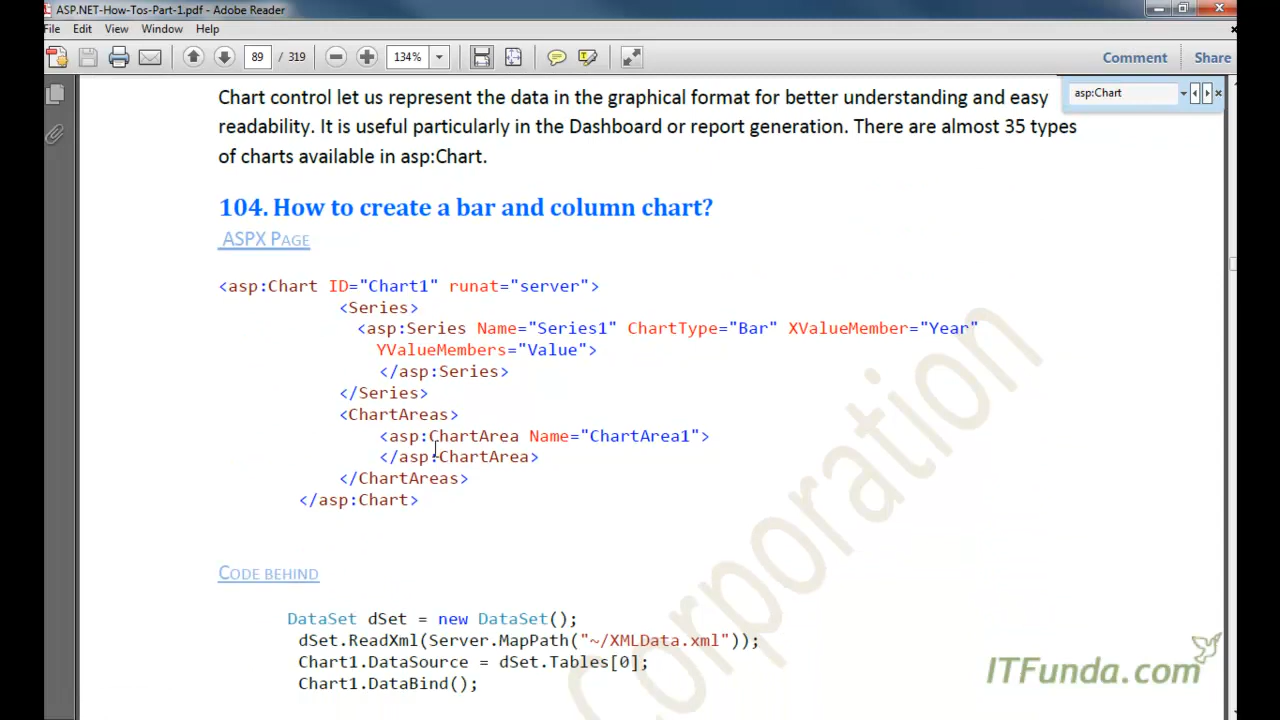 ASP.NET-How-Tos-Part-1.pdf - Adobe Reader
File Edit View Window Help
89 / 319 134% Comment Share
asp:Chart
Chart control let us represent the data in the graphical format for better understanding and easy
readability. It is useful particularly in the Dashboard or report generation. There are almost 35 types
of charts available in asp:Chart.
104. How to create a bar and column chart?
ASPX PAGE
<asp:Chart ID="Chart1" runat="server">
<Series>
<asp:Series Name="Series1" ChartType="Bar" XValueMember="Year"
YValueMembers="Value">
</asp:Series>
</Series>
<ChartAreas>
<asp:ChartArea Name="ChartArea1">
</asp:ChartArea>
</ChartAreas>
</asp:Chart>
CODE BEHIND
DataSet dSet = new DataSet();
dSet.ReadXml(Server.MapPath("~/XMLData.xml"));
Chart1.DataSource = dSet.Tables[0];
Chart1.DataBind();
Corporation
ITFunda.com